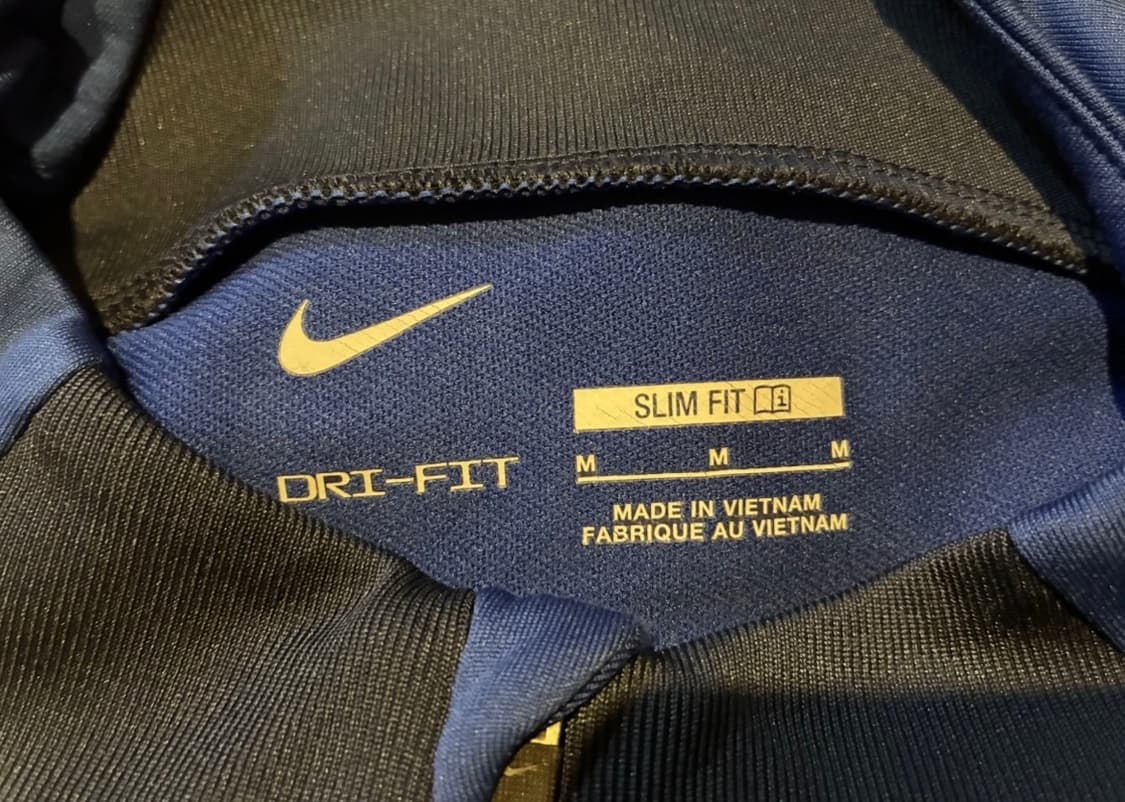 SLIM FIT
DRI-FIT
M M M
MADE IN VIETNAM
FABRIQUE AU VIETNAM